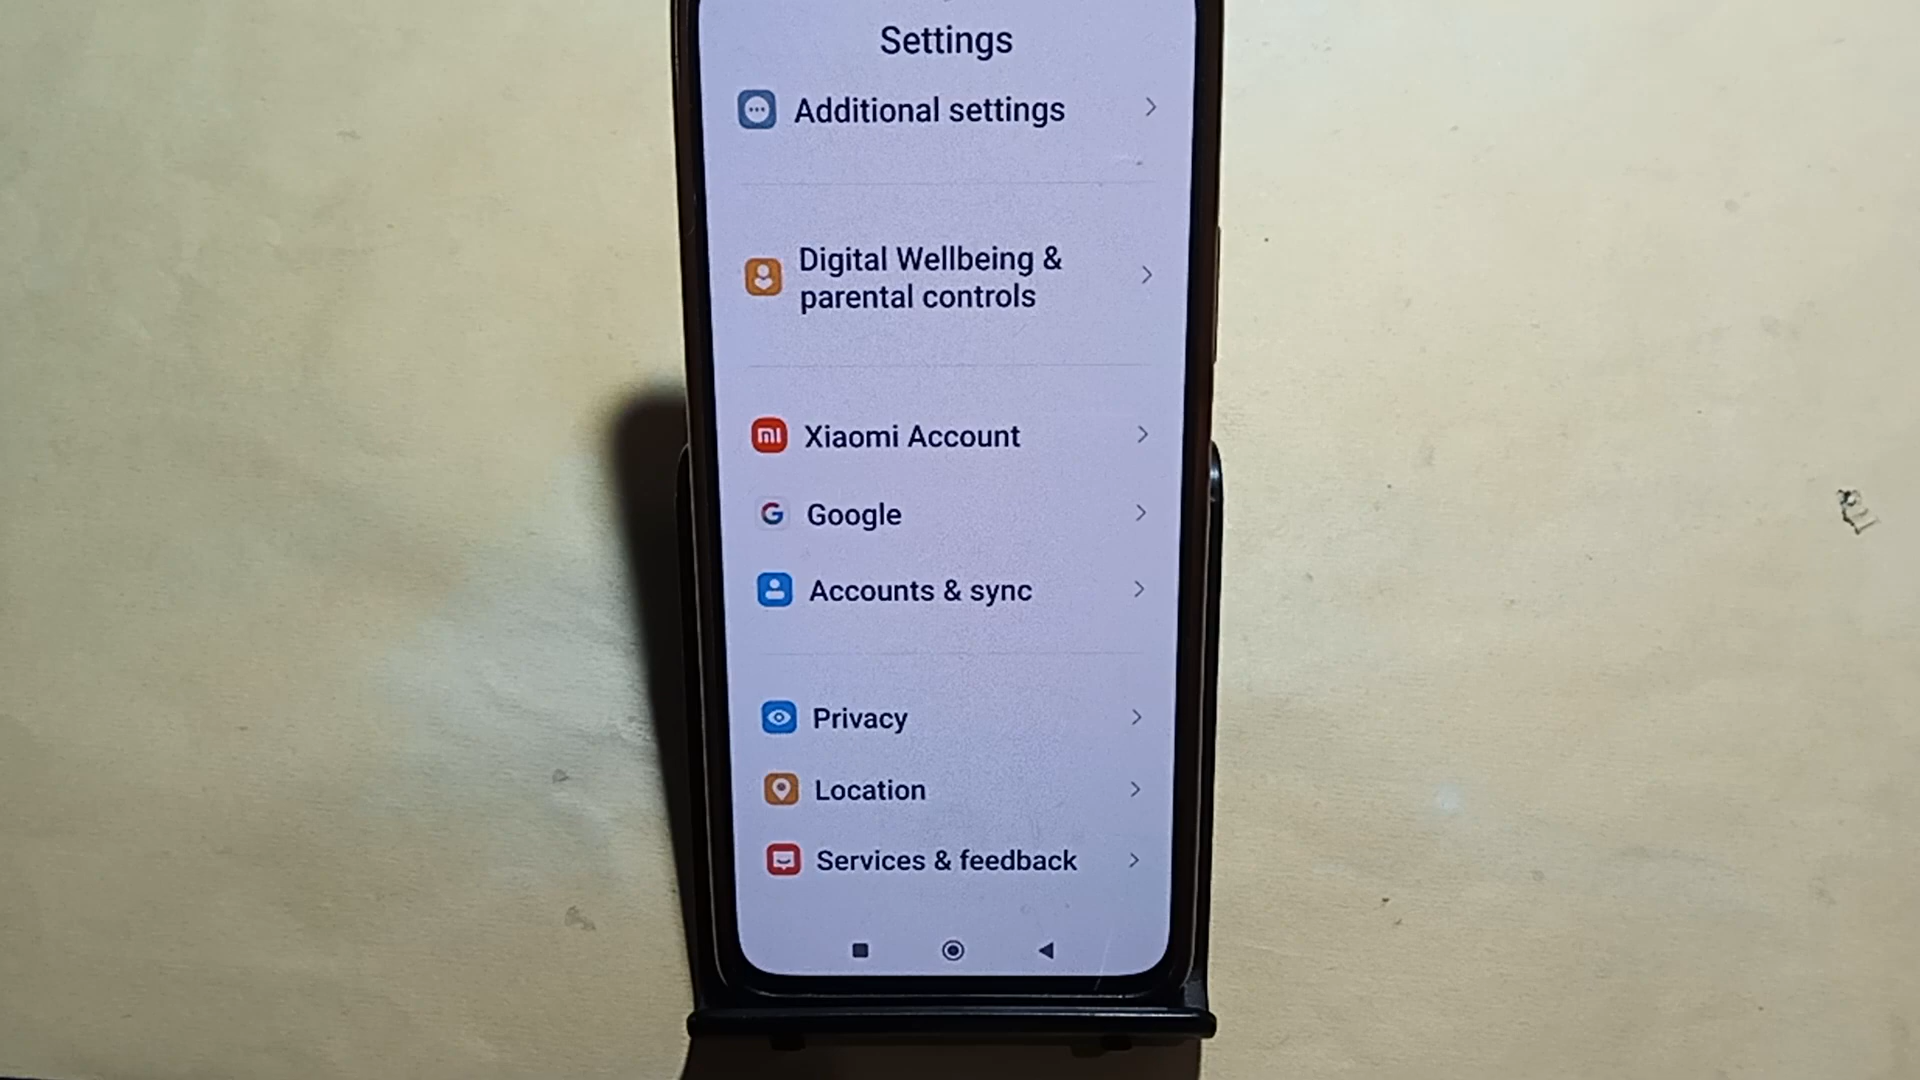 Settings
Additional settings
Digital Wellbeing &
parental controls
Xiaomi Account
Google
Accounts & sync
Privacy
Location
Services & feedback